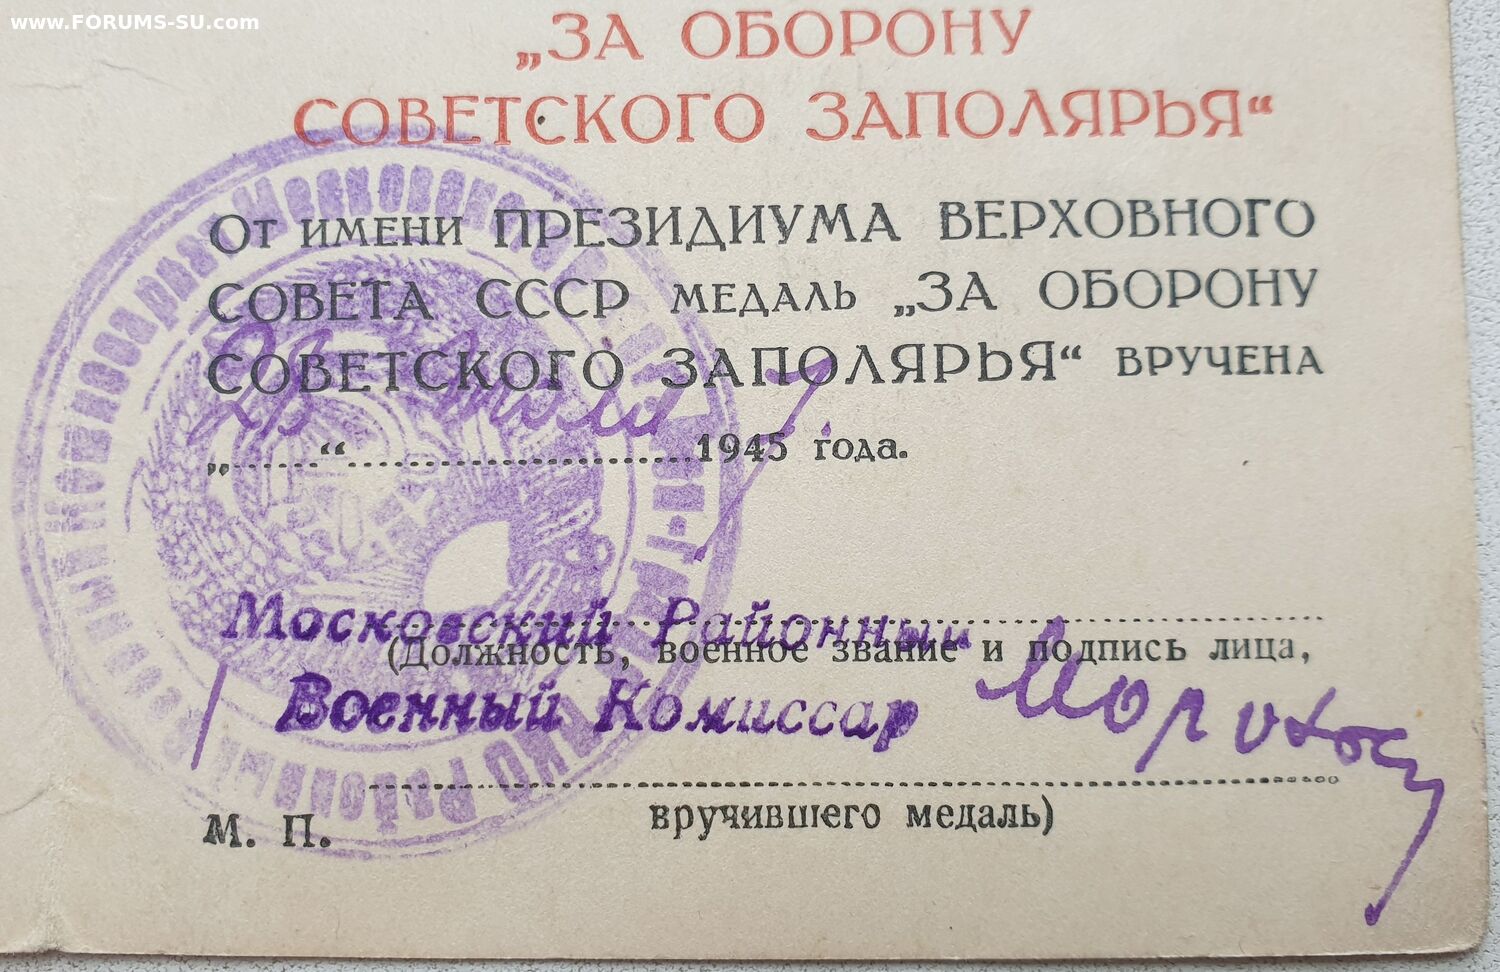 www.FORUMS-SU.com
„ЗА ОБОРОНУ
СОВЕТСКОГО ЗАПОЛЯРЬЯ“
От имени ПРЕЗИДИУМА ВЕРХОВНОГО
СОВЕТА СССР медаль „ЗА ОБОРОНУ
СОВЕТСКОГО ЗАПОЛЯРЬЯ“ вручена
„23“ 1945 года.
Московский Районный
(Должность, военное звание и подпись лица,
Военный Комиссар
вручившего медаль)
М. П.